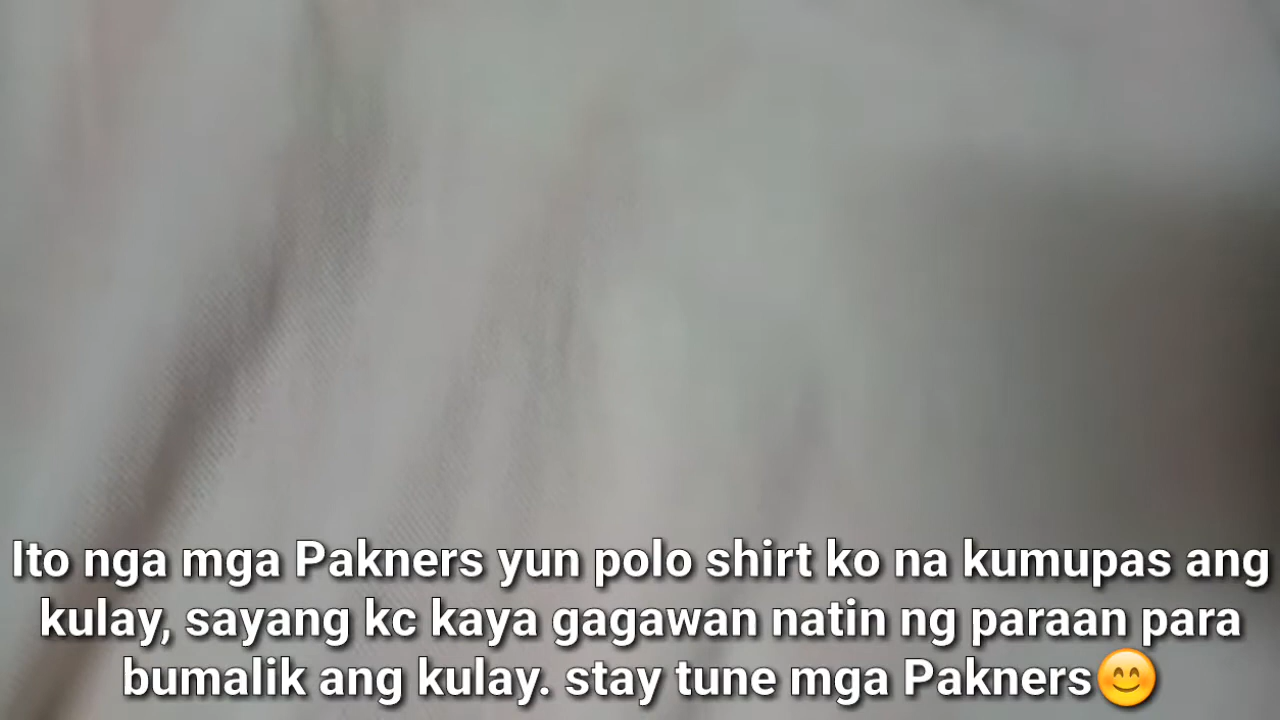 Ito nga mga Pakners yun polo shirt ko na kumupas ang
kulay, sayang kc kaya gagawan natin ng paraan para
bumalik ang kulay. stay tune mga Pakners😊